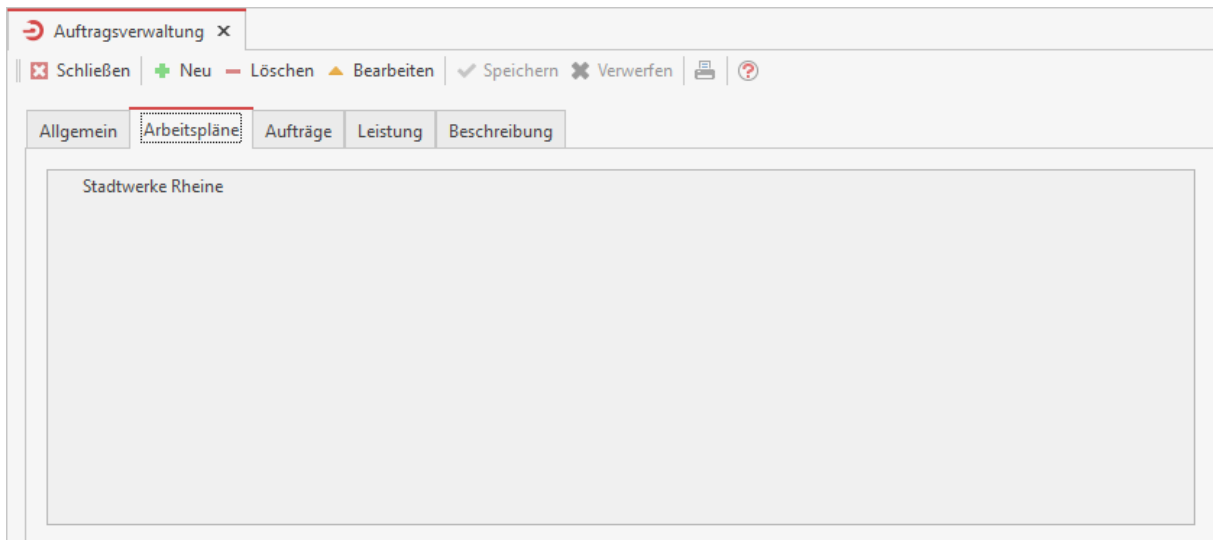 Auftragsverwaltung
Schließen Neu Löschen Bearbeiten Speichern Verwerfen
Allgemein Arbeitspläne Aufträge Leistung Beschreibung
Stadtwerke Rheine